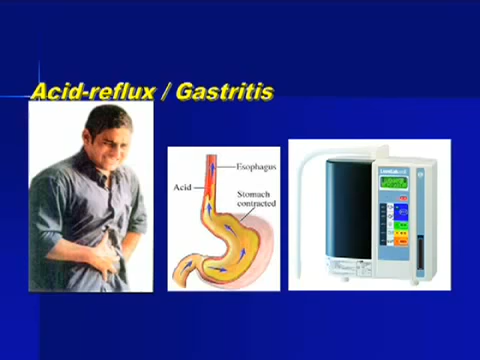 Acid-reflux / Gastritis
Esophagus
Acid
Stomach
contracted